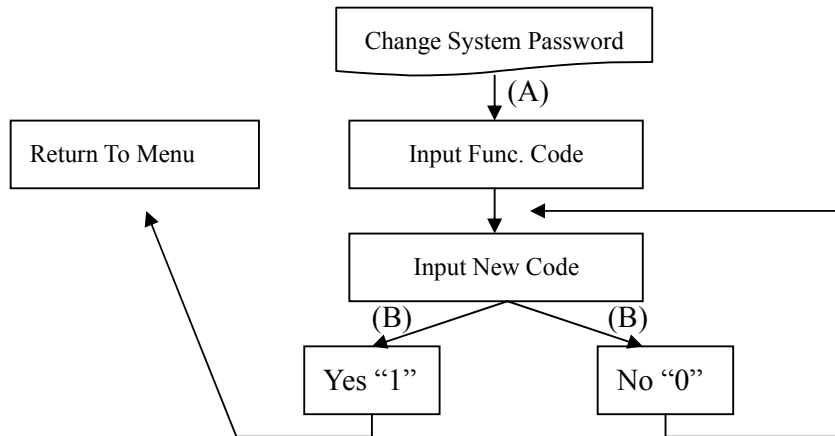 Change System Password
(A)
Return To Menu
Input Func. Code
Input New Code
(B)
(B)
Yes “1”
No “0”